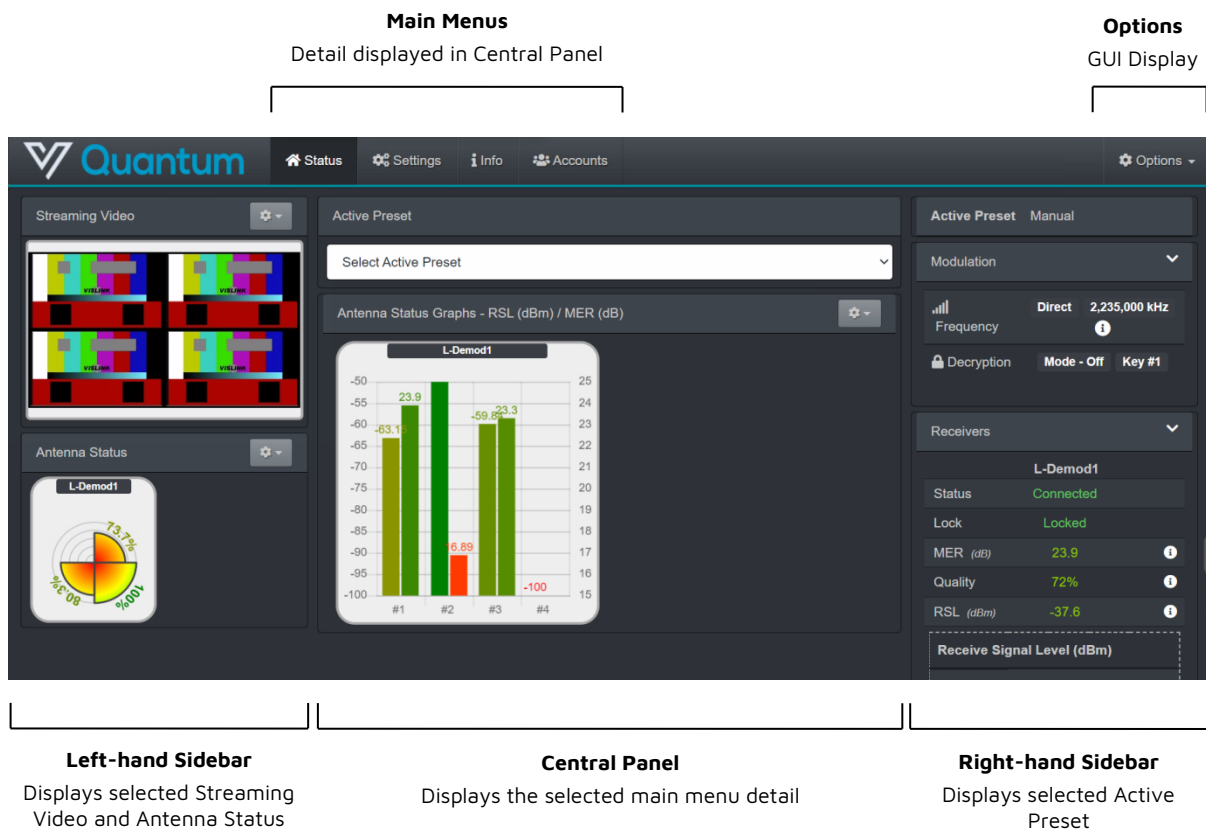 Main Menus
Detail displayed in Central Panel
Options
GUI Display
Quantum
Status
Settings
Info
Accounts
Options
Streaming Video
VISLINK
VISLINK
VISLINK
VISLINK
Antenna Status
L-Demod1
73.7%
80.3%
100%
Active Preset
Select Active Preset
Antenna Status Graphs - RSL (dBm) / MER (dB)
L-Demod1
-50
-55
-60
-65
-70
-75
-80
-85
-90
-95
-100
23.9
16.89
23.3
-100
25
24
23
22
21
20
19
18
17
16
15
#1 #2 #3 #4
Active Preset Manual
Modulation
Frequency
Direct 2,235,000 kHz
Decryption Mode - Off Key #1
Receivers
L-Demod1
Status Connected
Lock Locked
MER (dB) 23.9
Quality 72%
RSL (dBm) -37.6
Receive Signal Level (dBm)
Left-hand Sidebar
Displays selected Streaming
Video and Antenna Status
Central Panel
Displays the selected main menu detail
Right-hand Sidebar
Displays selected Active
Preset